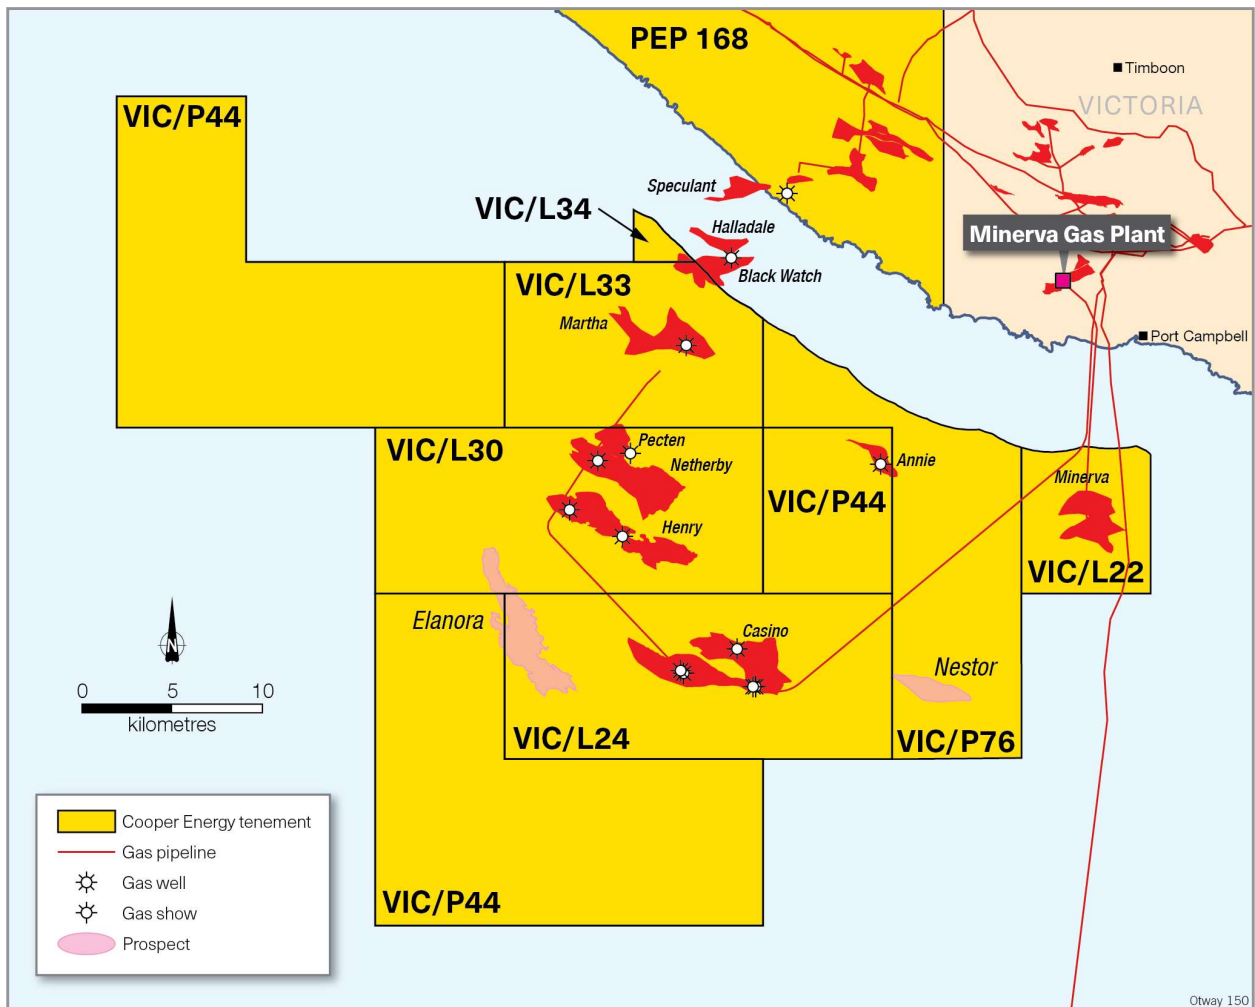 PEP 168
Timboon
VICTORIA
VIC/P44
Speculant
VIC/L34
Halladale
Minerva Gas Plant
Black Watch
VIC/L33
Martha
Port Campbell
VIC/L30
Pecten
Netherby
Annie
Minerva
VIC/P44
Henry
VIC/L22
Elanora
Casino
Nestor
N
0 5 10
kilometres
VIC/L24
VIC/P76
Cooper Energy tenement
Gas pipeline
Gas well
Gas show
Prospect
VIC/P44
Otway 150